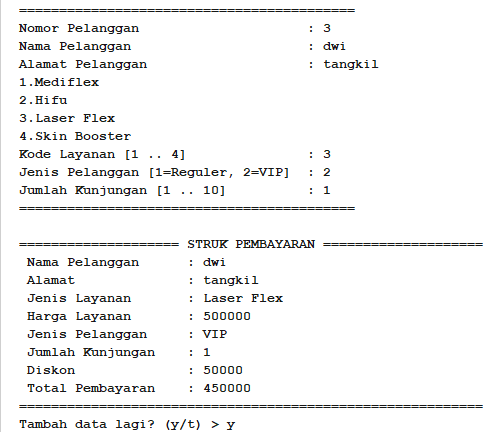 ==========================================
Nomor Pelanggan : 3
Nama Pelanggan : dwi
Alamat Pelanggan : tangkil
1.Mediflex
2.Hifu
3.Laser Flex
4.Skin Booster
Kode Layanan [1 .. 4] : 3
Jenis Pelanggan [1=Reguler, 2=VIP] : 2
Jumlah Kunjungan [1 .. 10] : 1
==========================================
==================== STRUK PEMBAYARAN ====================
Nama Pelanggan : dwi
Alamat : tangkil
Jenis Layanan : Laser Flex
Harga Layanan : 500000
Jenis Pelanggan : VIP
Jumlah Kunjungan : 1
Diskon : 50000
Total Pembayaran : 450000
==========================================================
Tambah data lagi? (y/t) > y